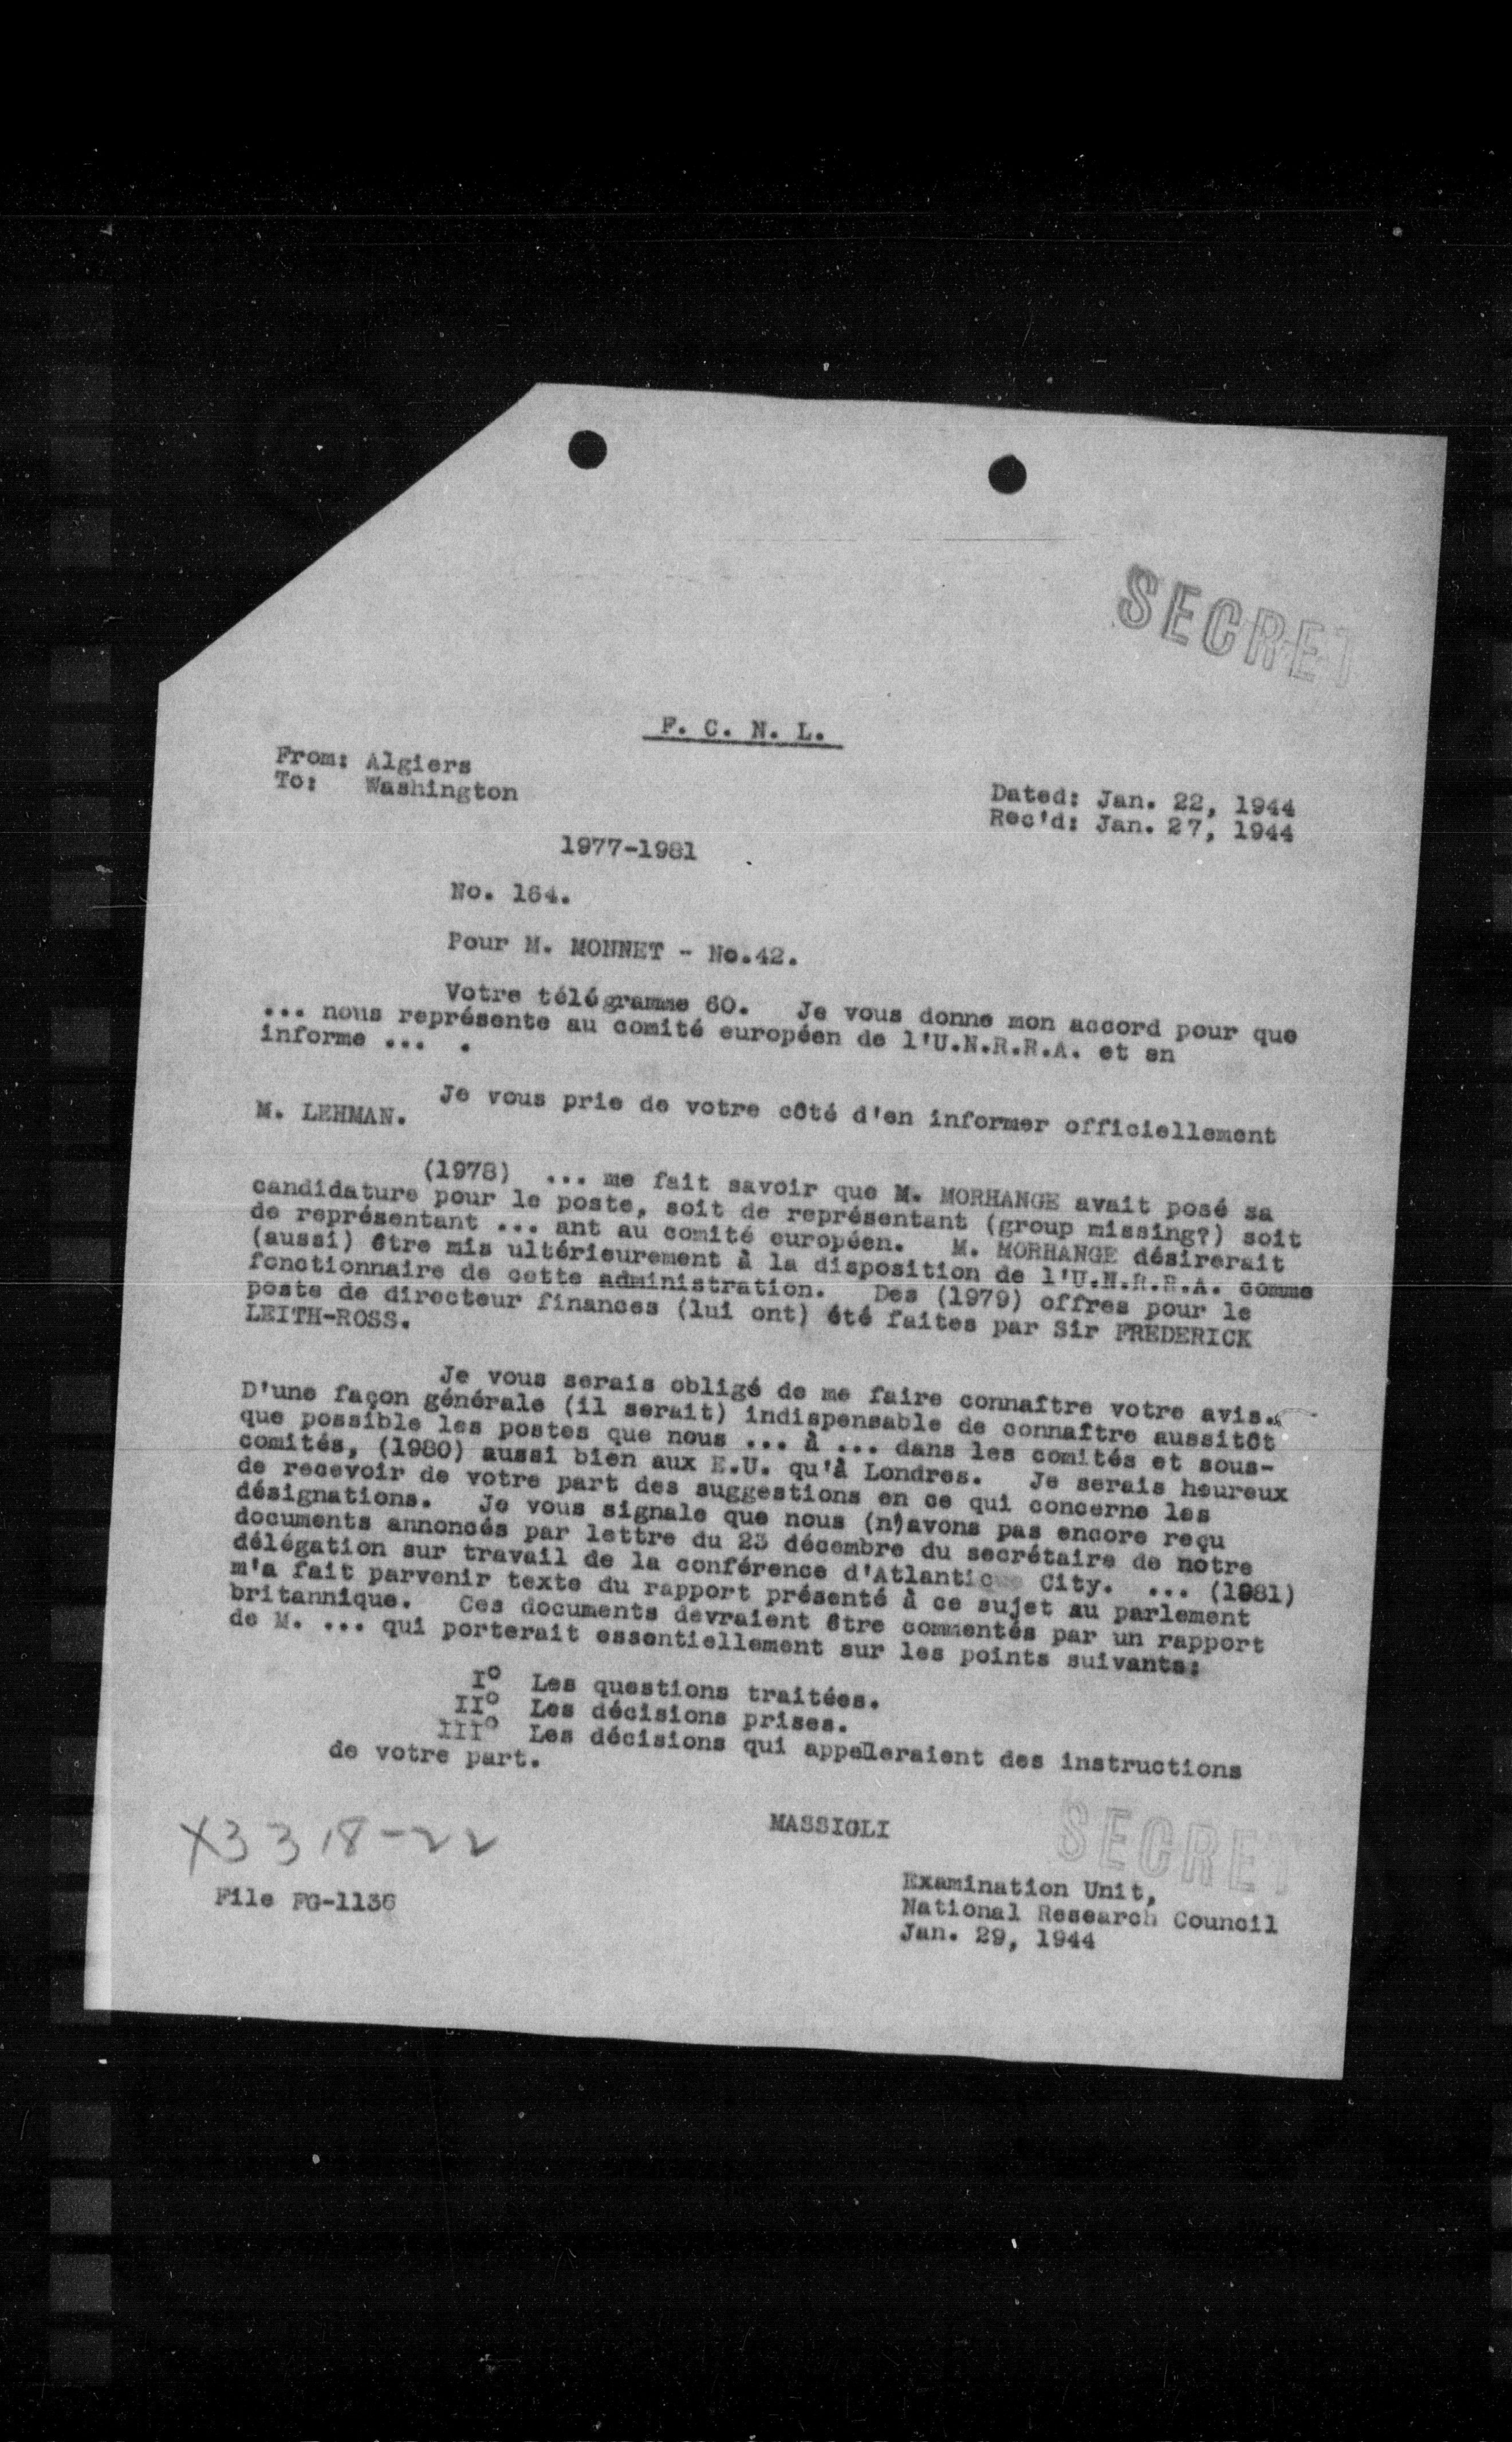 SECRET
F. C. N. L.
From: Algiers
To: Washington
Dated: Jan. 22, 1944
Rec'd: Jan. 27, 1944
1977-1981
No. 164.
Pour M. MONNET - No.42.
Votre télégramme 60. Je vous donne mon accord pour que
... nous représente au comité européen de l'U.N.R.R.A. et en
informe ... .
Je vous prie de votre côté d'en informer officiellement
M. LEHMAN.
(1978) ... me fait savoir que M. MORHANGE avait posé sa
candidature pour le poste, soit de représentant (group missing?) soit
de représentant ... ant au comité européen. M. MORHANGE désirerait
(aussi) être mis ultérieurement à la disposition de l'U.N.R.R.A. comme
fonctionnaire de cette administration. Des (1979) offres pour le
poste de directeur finances (lui ont) été faites par Sir FREDERICK
LEITH-ROSS.
Je vous serais obligé de me faire connaître votre avis.
D'une façon générale (il serait) indispensable de connaître aussitôt
que possible les postes que nous ... à ... dans les comités et sous-
comités, (1980) aussi bien aux E.U. qu'à Londres. Je serais heureux
de recevoir de votre part des suggestions en ce qui concerne les
désignations. Je vous signale que nous (n')avons pas encore reçu
documents annoncés par lettre du 23 décembre du secrétaire de notre
délégation sur travail de la conférence d'Atlantic City. ... (1981)
m'a fait parvenir texte du rapport présenté à ce sujet au parlement
britannique. Ces documents devraient être commentés par un rapport
de M. ... qui porterait essentiellement sur les points suivants:
I° Les questions traitées.
II° Les décisions prises.
III° Les décisions qui appelleraient des instructions
de votre part.
MASSIGLI
SECRET
X3318-22
File FG-1136
Examination Unit,
National Research Council
Jan. 29, 1944